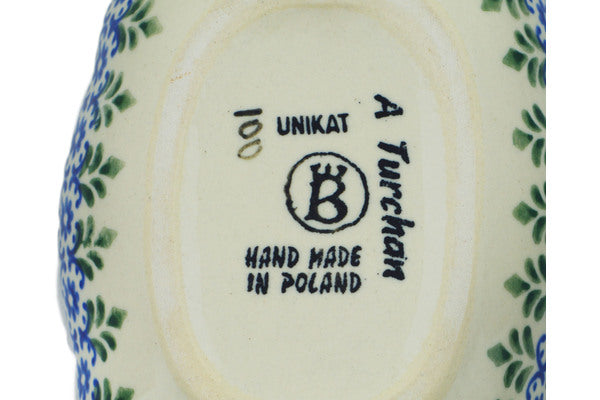 UNIKAT
B
HAND MADE
IN POLAND
100
A Turchan